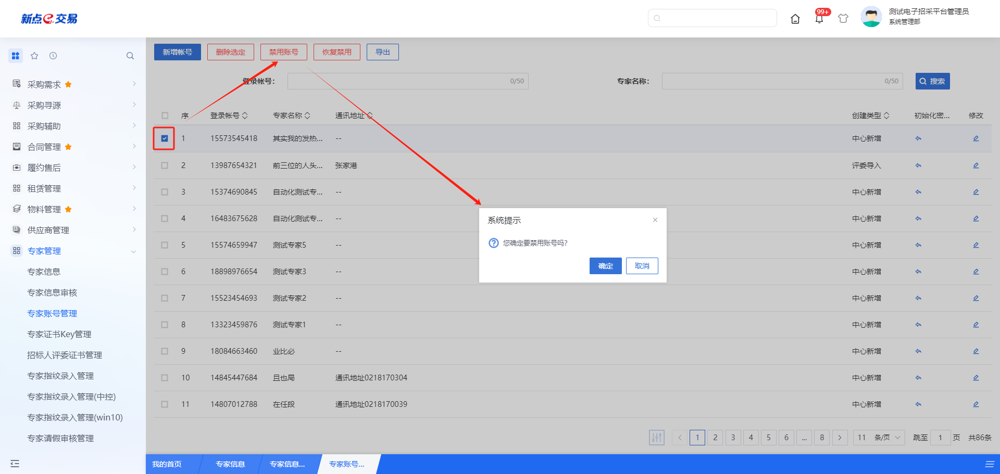 新点e交易
99+
测试电子招采平台管理员
系统管理部
采购需求
采购寻源
采购辅助
合同管理
履约售后
租赁管理
物料管理
供应商管理
专家管理
专家信息
专家信息审核
专家账号管理
专家证书Key管理
招标人评委证书管理
专家指纹录入管理
专家指纹录入管理(中控)
专家指纹录入管理(win10)
专家请假审核管理
新增帐号 删除选定 禁用账号 恢复禁用 导出
登录帐号： 0/50 专家名称： 0/50 搜索
序 登录帐号 专家名称 通讯地址 创建类型 初始化密... 修改
1 15573545418 其实我的发热... -- 中心新增
2 13987654321 前三位的人头... 张家港 评委导入
3 15374690845 自动化测试专... -- 中心新增
4 16483675628 自动化测试专... -- 中心新增
5 15574659947 测试专家5 -- 中心新增
6 18898976654 测试专家3 -- 中心新增
7 15523454693 测试专家2 -- 中心新增
8 13323459876 测试专家1 -- 中心新增
9 18084663460 业比必 -- 中心新增
10 14845447684 且也局 通讯地址0218170304 中心新增
11 14807012788 在任段 通讯地址0218170039 中心新增
系统提示
您确定要禁用账号吗?
确定 取消
1 2 3 4 5 6 ... 8 11 条/页 跳至 1 页 共86条
我的首页 专家信息 专家信息... 专家账号...